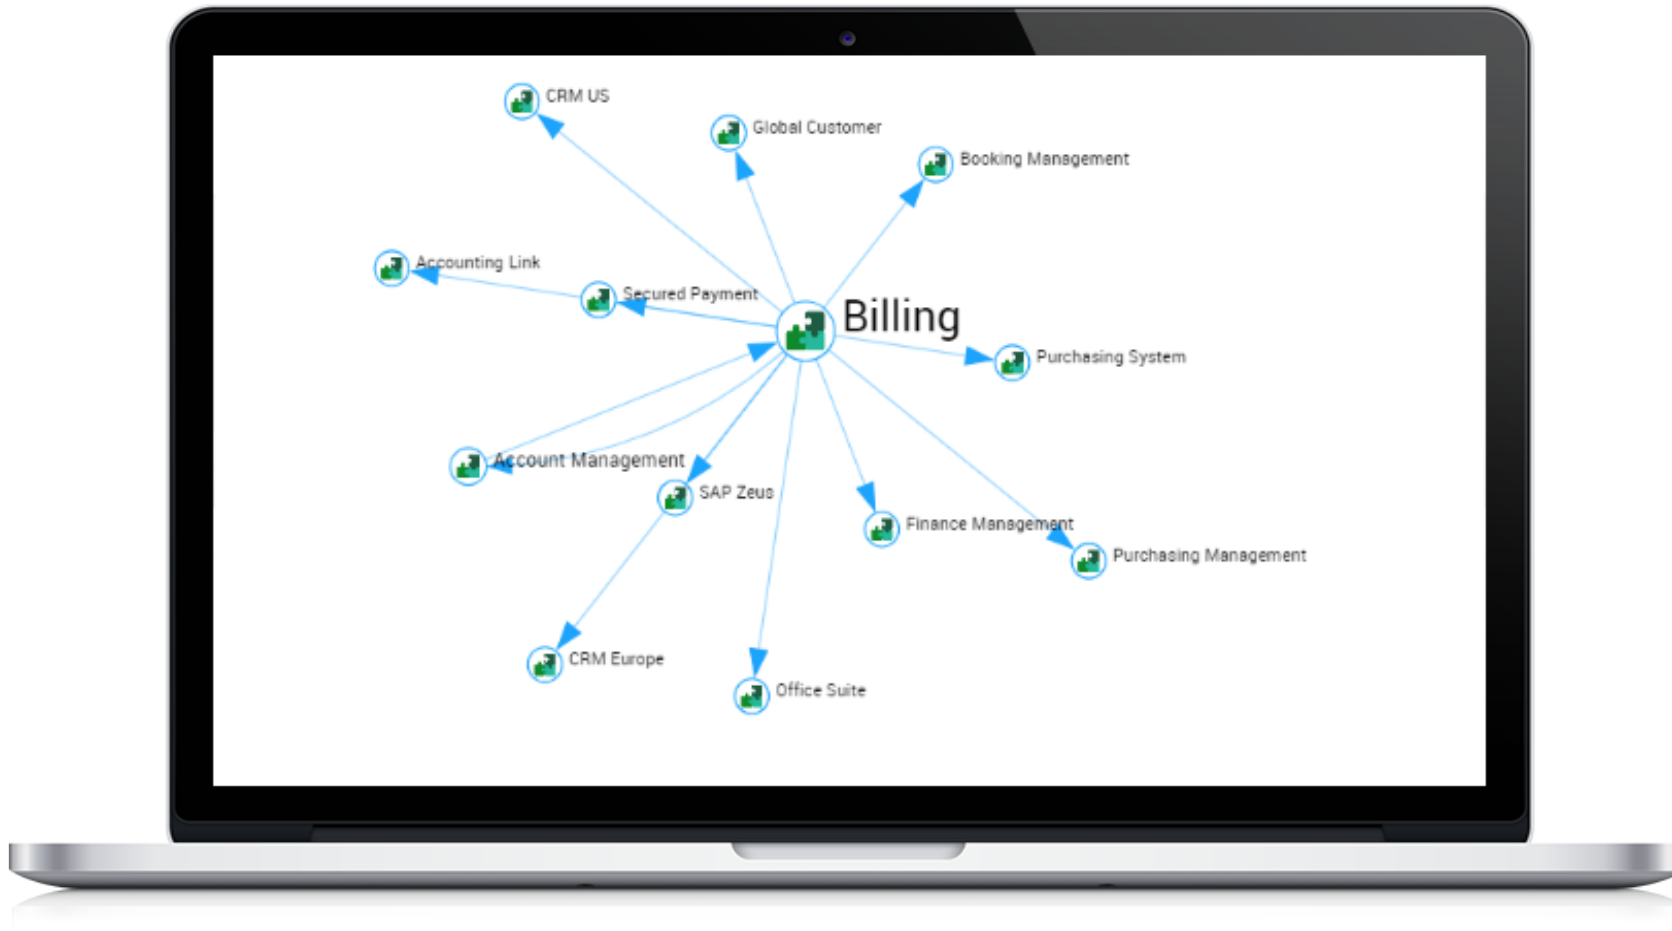 CRM US
Global Customer
Booking Management
Accounting Link
Secured Payment
Billing
Purchasing System
Account Management
SAP Zeus
Finance Management
Purchasing Management
CRM Europe
Office Suite